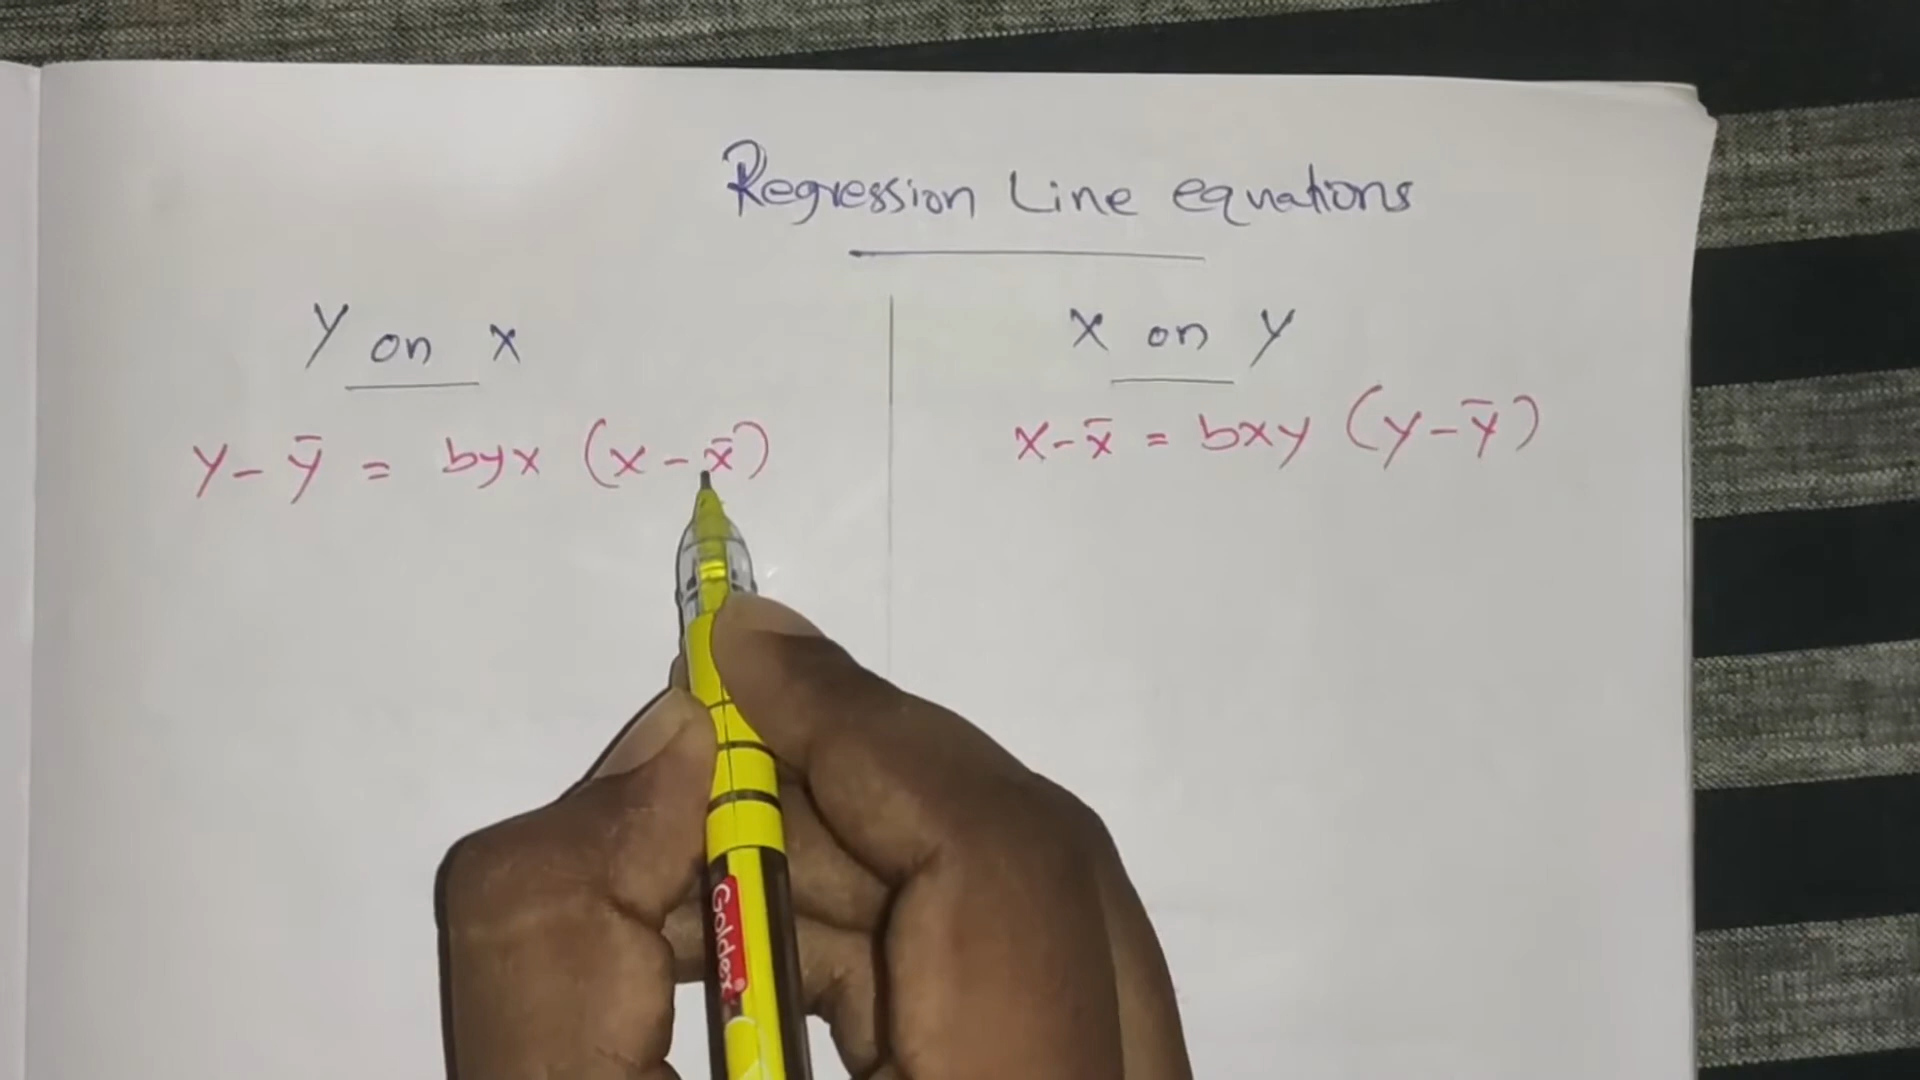 Regression Line equations
Y on x
x on y
y - ȳ = byx (x - x̄)
x - x̄ = bxy (y - ȳ)
Goldex